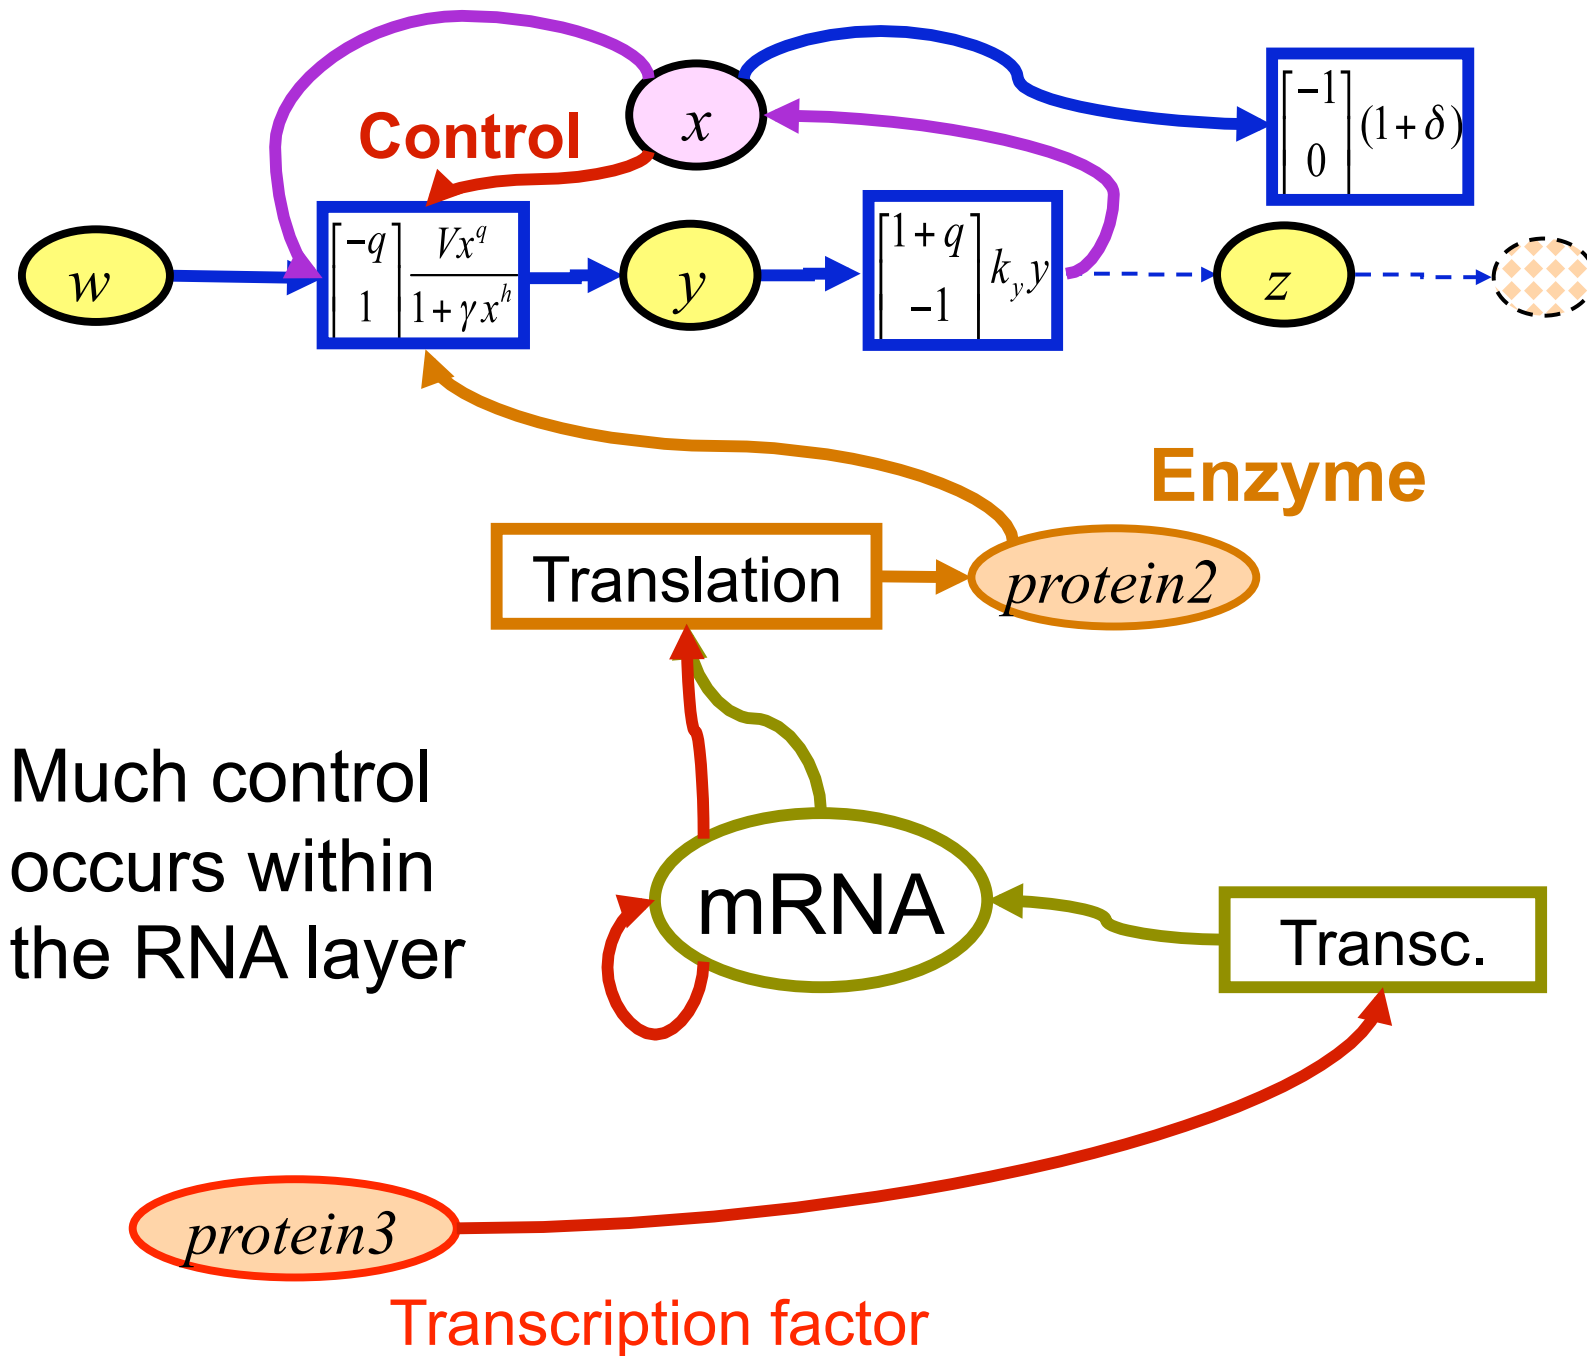 x
[−1 0] (1+δ)
Control
w
[−q 1] Vx^q / 1+γx^h
y
[1+q −1] k_y y
z
Enzyme
Translation
protein2
Much control
occurs within
the RNA layer
mRNA
Transc.
protein3
Transcription factor